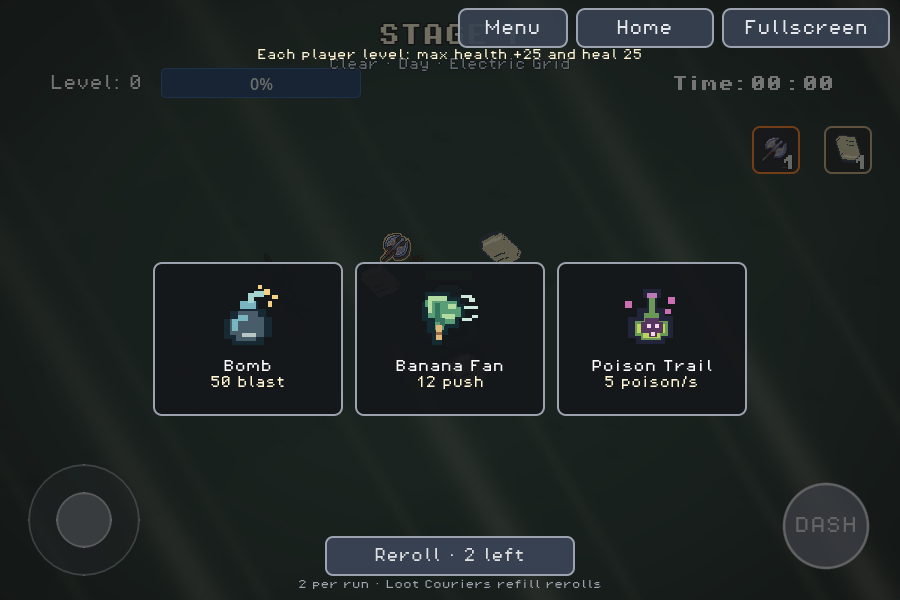 STAGE
Menu
Home
Fullscreen
Each player level: max health +25 and heal 25
Clear · Day · Electric Grid
Level: 0
0%
Time: 00:00
1
1
Bomb
50 blast
Banana Fan
12 push
Poison Trail
5 poison/s
DASH
Reroll · 2 left
2 per run · Loot Couriers refill rerolls